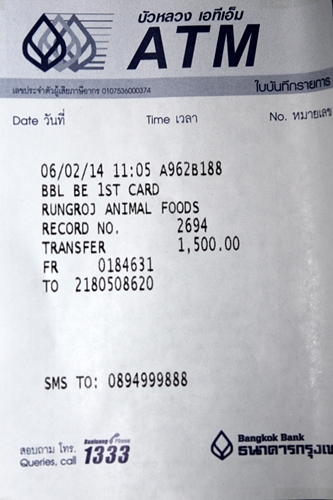 บัวหลวง เอทีเอ็ม
ATM
เลขประจำตัวผู้เสียภาษีอากร 0107536000374
ใบบันทึกรายการ
Date วันที่ Time เวลา No. หมายเลข
06/02/14 11:05 A962B188
BBL BE 1ST CARD
RUNGROJ ANIMAL FOODS
RECORD NO. 2694
TRANSFER 1,500.00
FR 0184631
TO 2180508620
SMS TO: 0894999888
สอบถาม โทร.
Queries, call
Bualuang Phone
1333
Bangkok Bank
ธนาคารกรุงเท